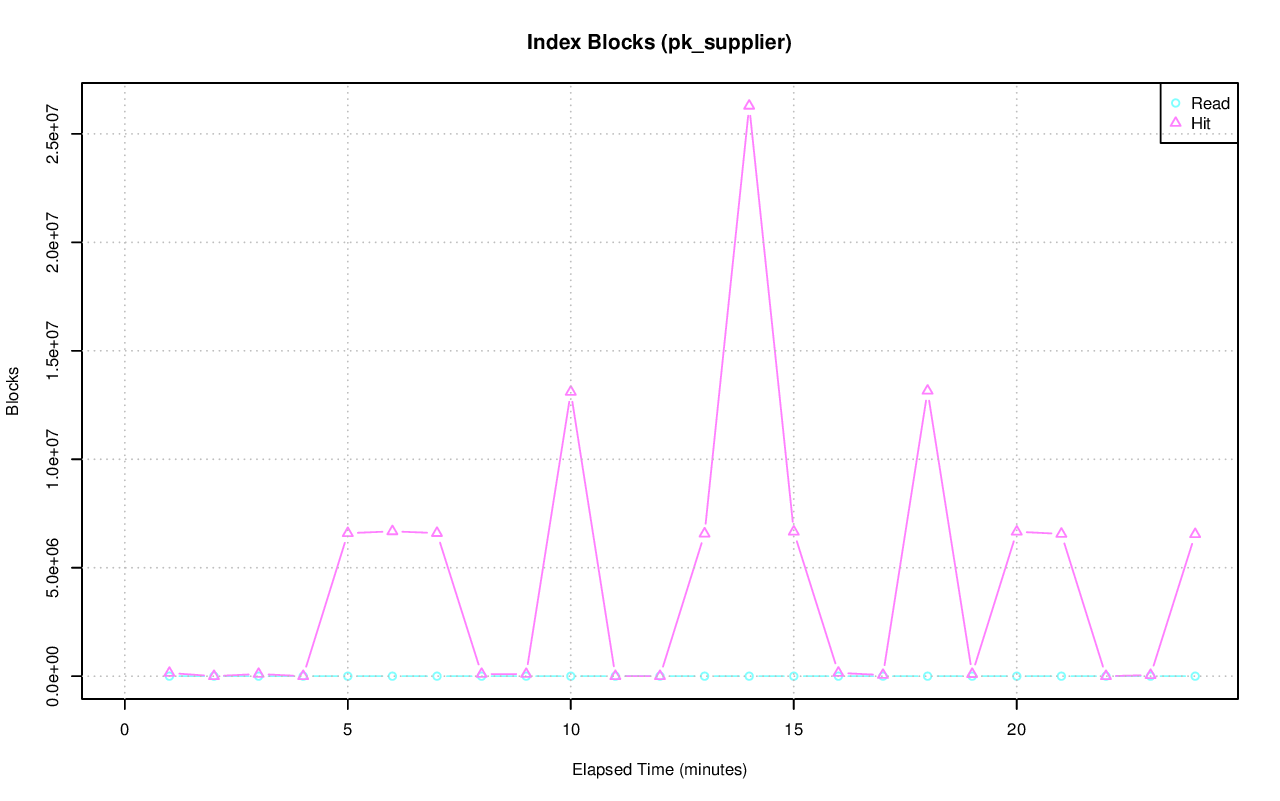 Index Blocks (pk_supplier)
Read
Hit
Blocks
2.5e+07
2.0e+07
1.5e+07
1.0e+07
5.0e+06
0.0e+00
0 5 10 15 20
Elapsed Time (minutes)